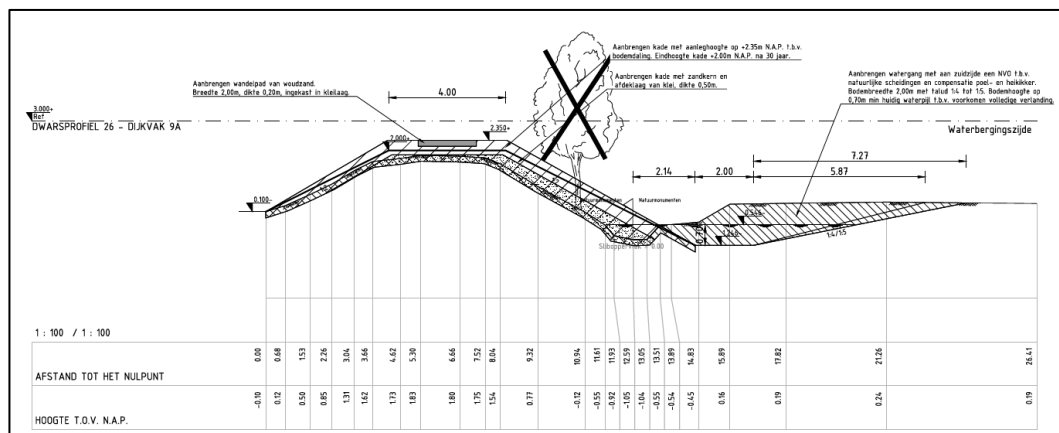 Aanbrengen kade met aanleghoogte op +2.35m N.A.P. t.b.v.
bodemdaling. Eindhoogte kade +2.00m N.A.P. na 30 jaar.
Aanbrengen wandelpad van woudzand.
Breedte 2,00m, dikte 0,20m, ingekast in kleilaag.
Aanbrengen kade met zandkern en
afdeklaag van klei, dikte 0,50m.
Aanbrengen watergang met aan zuidzijde een NVO t.b.v.
natuurlijke scheidingen en compensatie poel- en heikikker.
Bodembreedte 2,00m met talud 1:4 tot 1:5. Bodemhoogte op
0,70m min huidig waterpijl t.b.v. voorkomen volledige verlanding.
4.00
3.000+
Ref
DWARSPROFIEL 26 - DIJKVAK 9A
Waterbergingszijde
2.000+
2.350+
7.27
2.14
2.00
5.87
0.100-
Natuurmonumenten
Natuurmonumenten
0.70
1:4/1:5
1 : 100 / 1 : 100
0.00 0.68 1.53 2.26 3.04 3.66 4.62 5.30 6.66 7.52 8.04 9.32 10.94 11.61 11.93 12.59 13.05 13.51 13.89 14.83 15.89 17.82 21.26 26.41
AFSTAND TOT HET NULPUNT
-0.10 0.12 0.50 0.85 1.31 1.62 1.73 1.83 1.80 1.75 1.54 0.77 -0.12 -0.55 -0.92 -1.05 -1.04 -0.55 -0.54 -0.45 0.16 0.19 0.24 0.19
HOOGTE T.O.V. N.A.P.